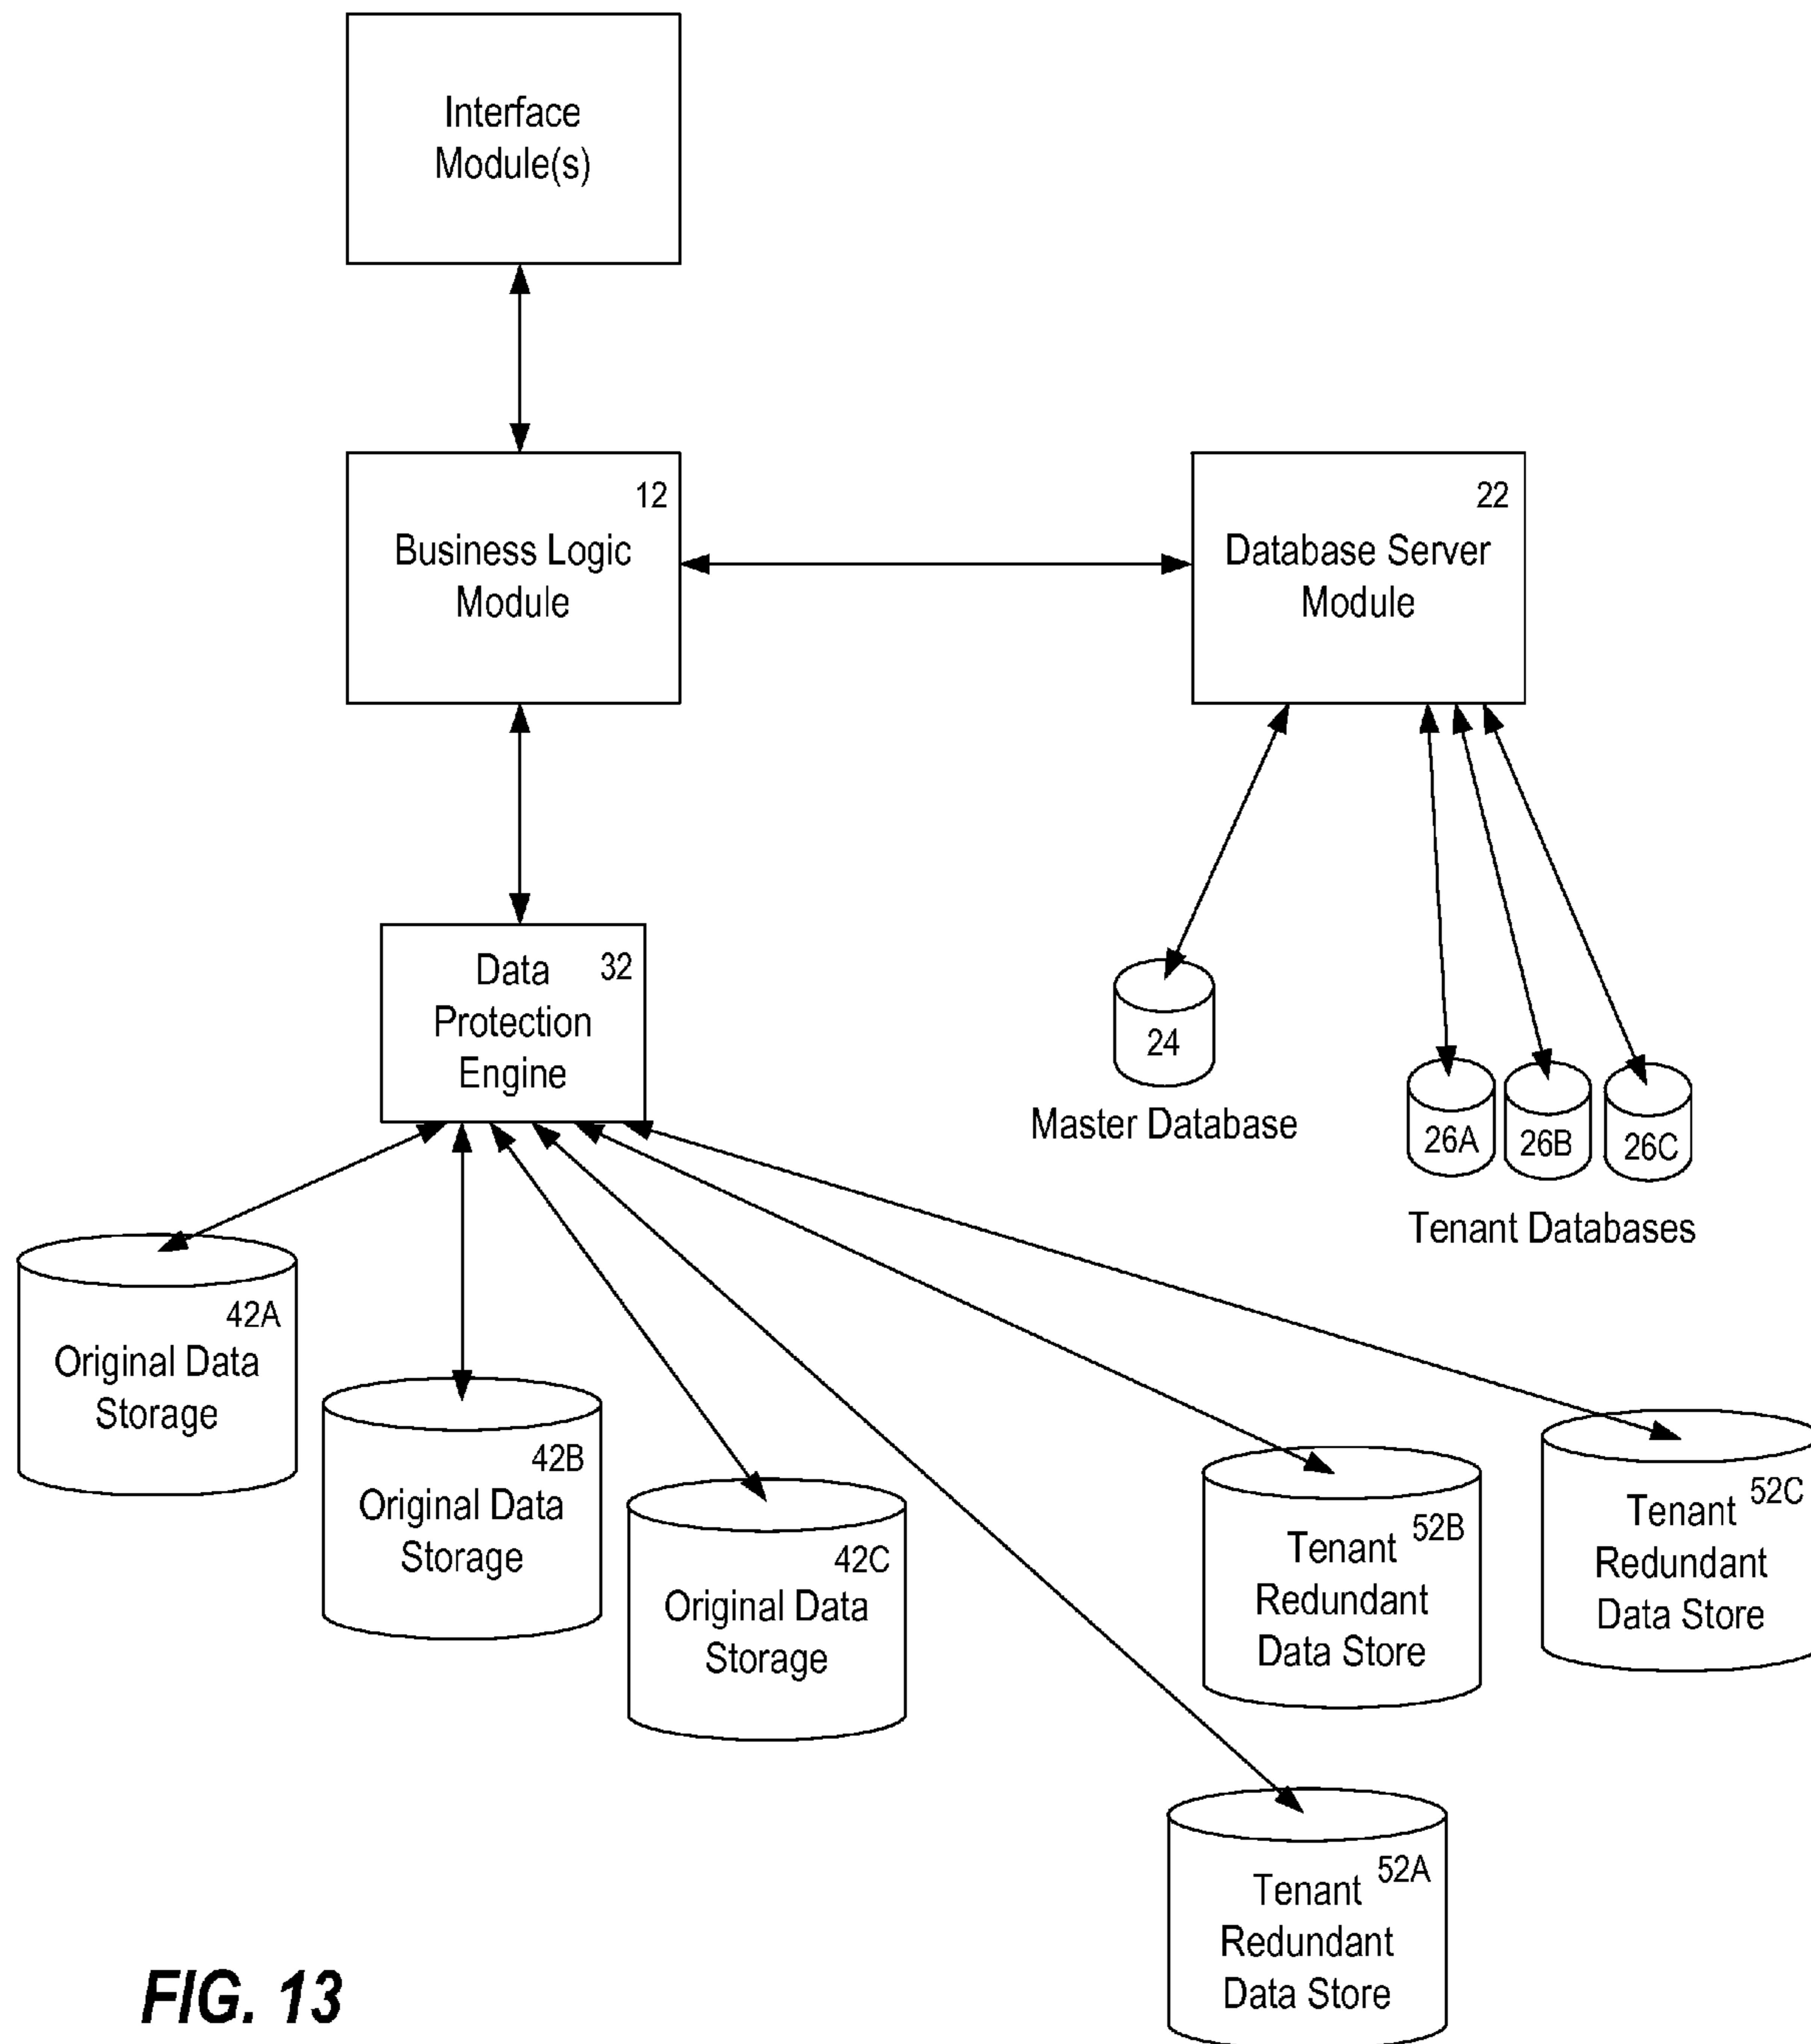 Interface
Module(s)
12
Business Logic
Module
22
Database Server
Module
Data
32
Protection
Engine
24
Master Database
26A
26B
26C
Tenant Databases
42A
Original Data
Storage
42B
Original Data
Storage
42C
Original Data
Storage
52B
Tenant
Redundant
Data Store
52C
Tenant
Redundant
Data Store
52A
Tenant
Redundant
Data Store
FIG. 13